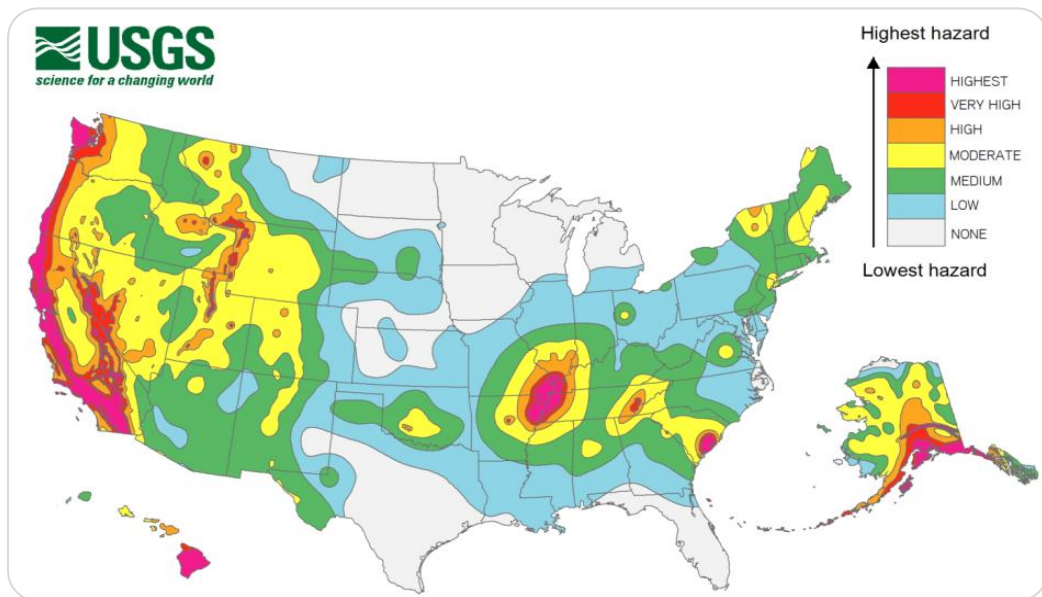 USGS
science for a changing world
Highest hazard
HIGHEST
VERY HIGH
HIGH
MODERATE
MEDIUM
LOW
NONE
Lowest hazard